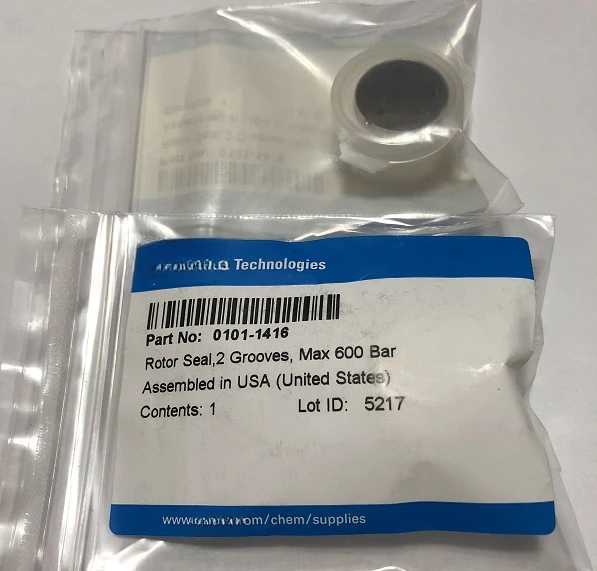 Technologies
Part No: 0101-1416
Rotor Seal,2 Grooves, Max 600 Bar
Assembled in USA (United States)
Contents: 1 Lot ID: 5217
/chem/supplies